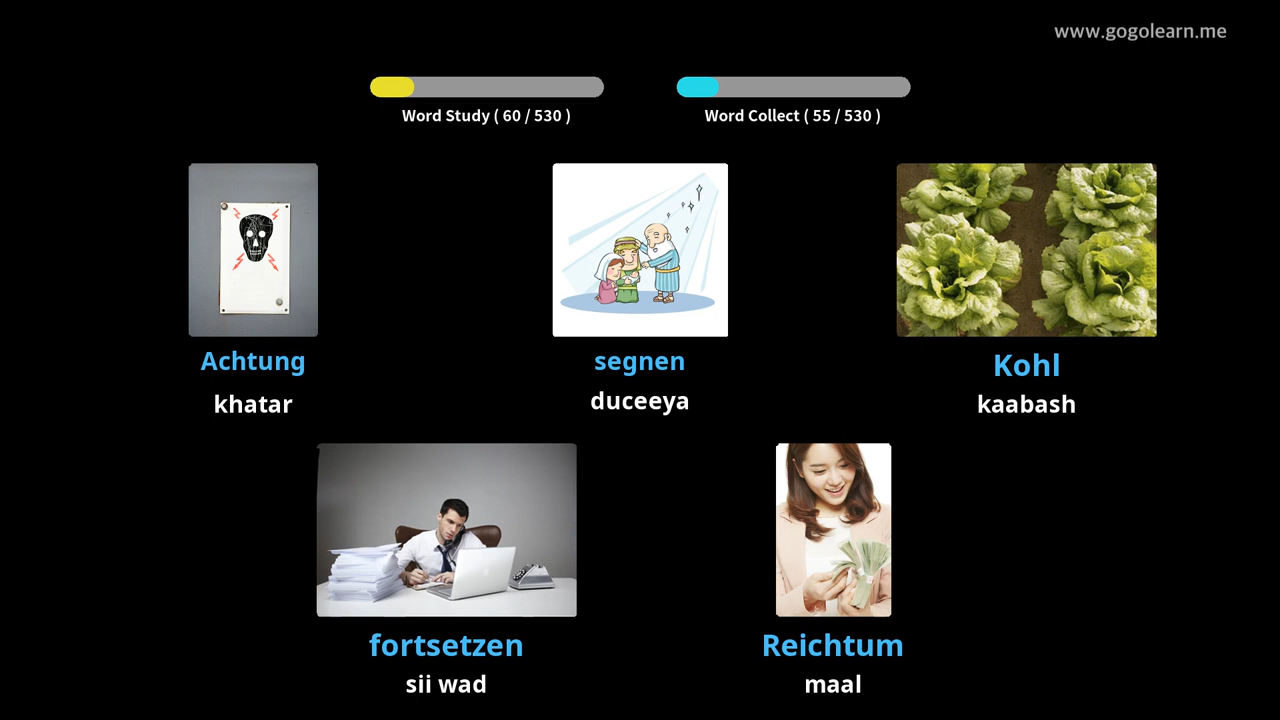 www.gogolearn.me
Word Study ( 60 / 530 )
Word Collect ( 55 / 530 )
Achtung
khatar
segnen
duceeya
Kohl
kaabash
fortsetzen
sii wad
Reichtum
maal